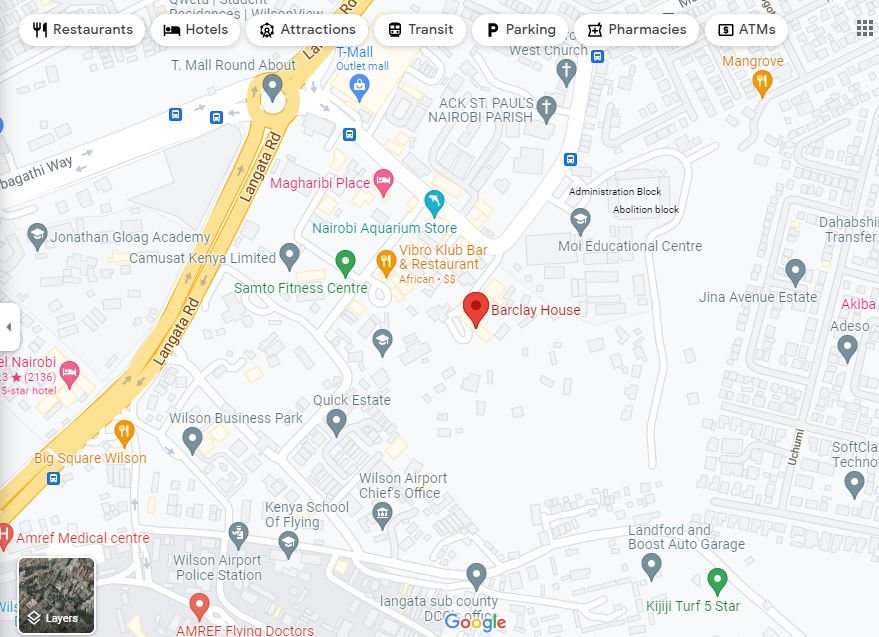 Qwetu | Student
Residences | WilsonView
Restaurants
Hotels
Attractions
Transit
Parking
Pharmacies
ATMs
T-Mall
Outlet mall
West Church
Mangrove
T. Mall Round About
ACK ST. PAUL'S
NAIROBI PARISH
Langata Rd
bagathi Way
Magharibi Place
Administration Block
Abolition block
Nairobi Aquarium Store
Dahabshi
Transfer
Jonathan Gloag Academy
Moi Educational Centre
Camusat Kenya Limited
Vibro Klub Bar
& Restaurant
African • $$
Samto Fitness Centre
Jina Avenue Estate
Akiba
Barclay House
Adeso
Langata Rd
el Nairobi
.3 ★ (2136)
5-star hotel
Quick Estate
Wilson Business Park
Uchumi
Big Square Wilson
SoftCla
Techno
Wilson Airport
Chief's Office
Kenya School
Of Flying
Landford and
Boost Auto Garage
Amref Medical centre
Wilson Airport
Police Station
Kijiji Turf 5 Star
langata sub county
DCC's office
Layers
Google
AMREF Flying Doctors